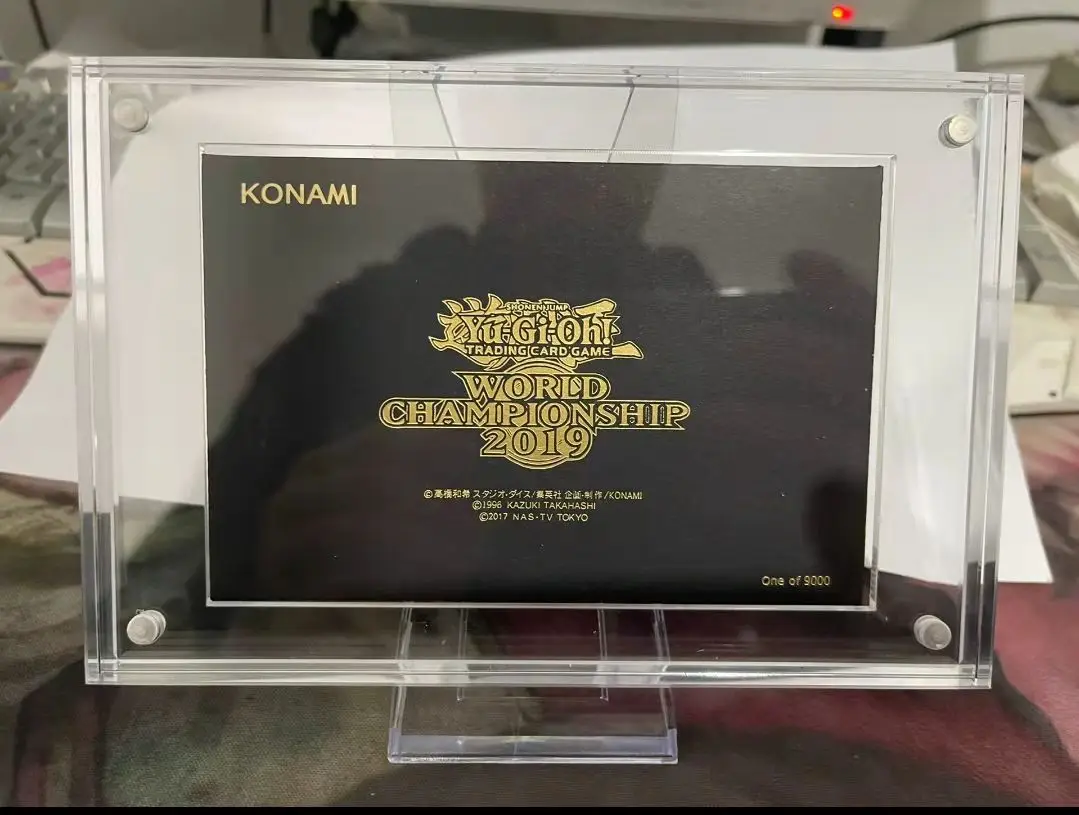 KONAMI
SHONEN JUMP
Yu-Gi-Oh!
TRADING CARD GAME
WORLD
CHAMPIONSHIP
2019
©高橋和希 スタジオ・ダイス/集英社 企画・制作/KONAMI
©1996 KAZUKI TAKAHASHI
©2017 NAS・TV TOKYO
One of 9000